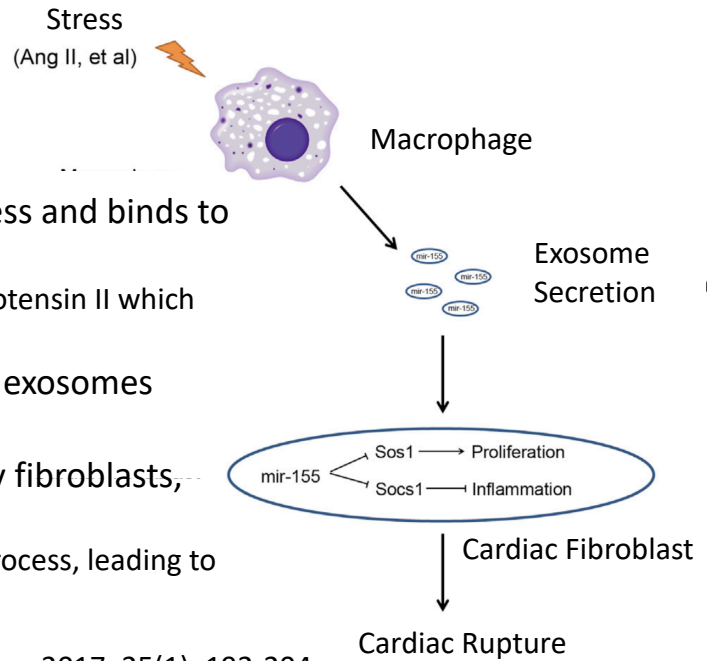 Stress
(Ang II, et al)
Macrophage
ess and binds to
Exosome
Secretion
mir-155
mir-155
mir-155
mir-155
otensin II which
exosomes
mir-155
Sos1
Proliferation
Socs1
Inflammation
fibroblasts,
Cardiac Fibroblast
rocess, leading to
Cardiac Rupture